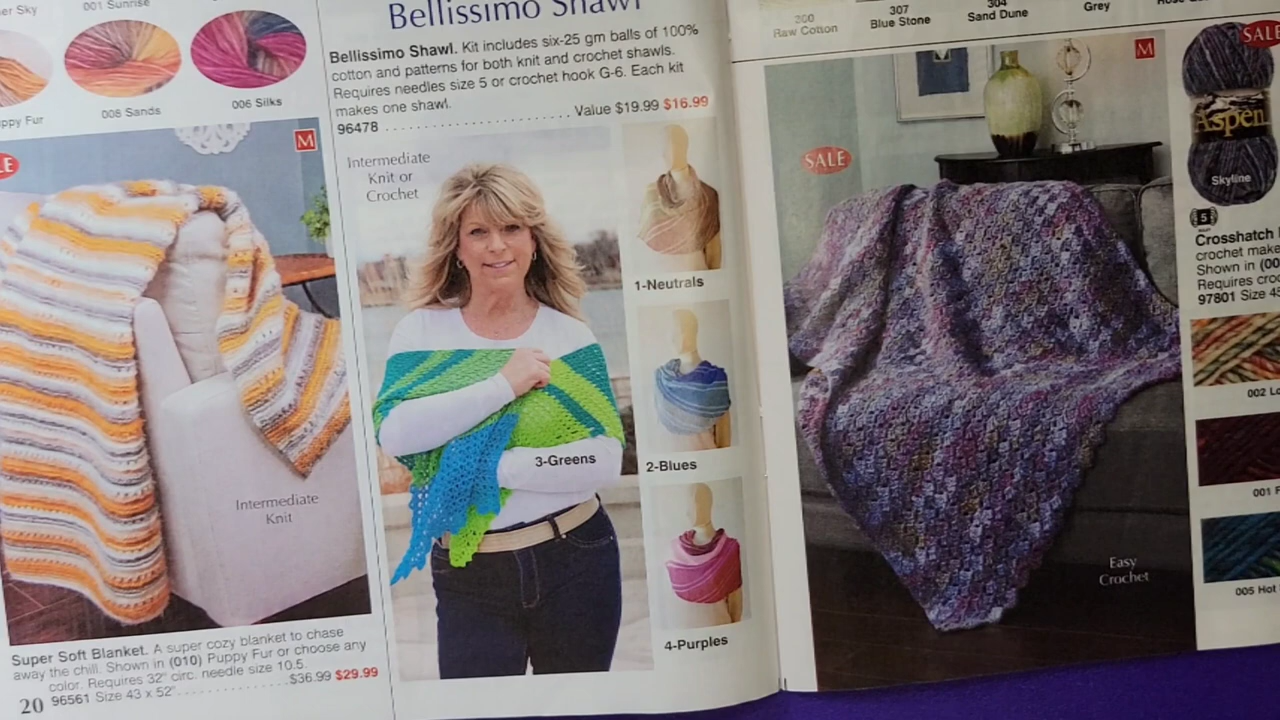 er Sky
001 Sunrise
ppy Fur
008 Sands
006 Silks
LE
M
Intermediate
Knit
Super Soft Blanket. A super cozy blanket to chase
away the chill. Shown in (010) Puppy Fur or choose any
color. Requires 32" circ. needle size 10.5.
96561 Size 43 x 52" $36.99 $29.99
20
Bellissimo Shawl
Bellissimo Shawl. Kit includes six-25 gm balls of 100%
cotton and patterns for both knit and crochet shawls.
Requires needles size 5 or crochet hook G-6. Each kit
makes one shawl.
96478 Value $19.99 $16.99
Intermediate
Knit or
Crochet
3-Greens
1-Neutrals
2-Blues
4-Purples
300
Raw Cotton
307
Blue Stone
304
Sand Dune
Grey
M
SALE
Easy
Crochet
SALE
Aspen
Skyline
5
Crosshatch
crochet make
Shown in (00
Requires cro
97801 Size 45
002 Lo
001 F
005 Hot